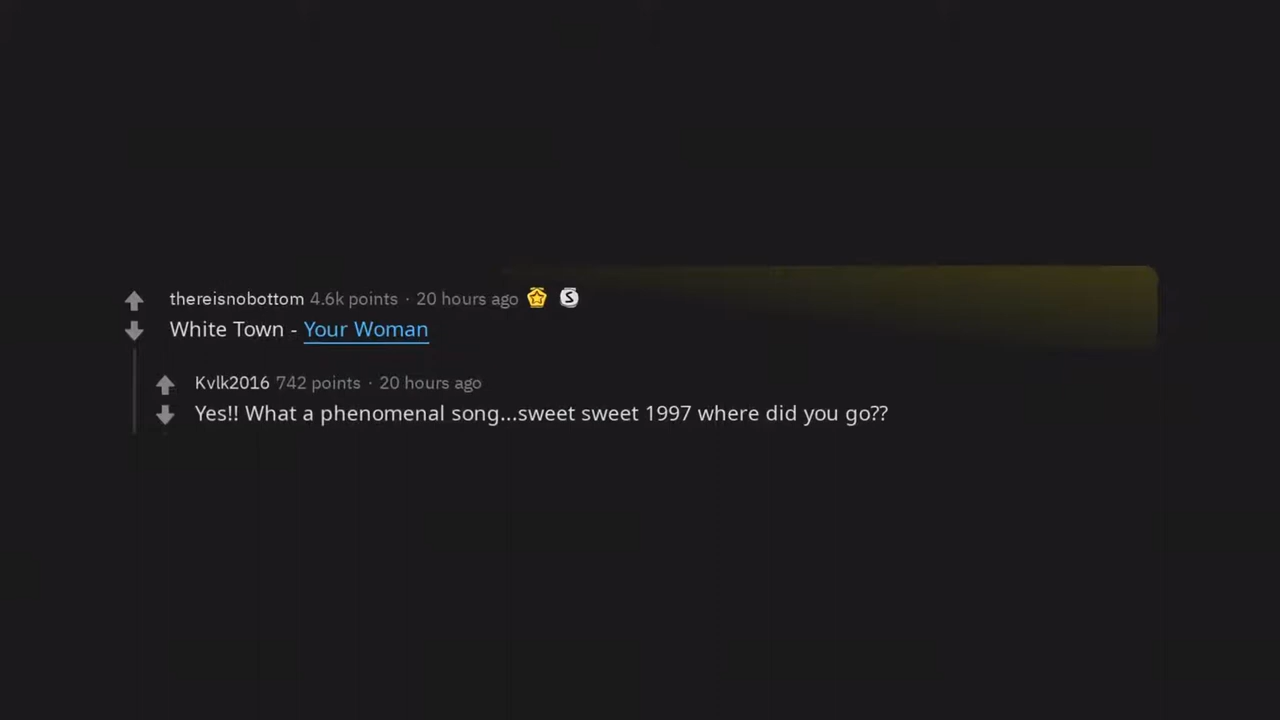 thereisnobottom 4.6k points · 20 hours ago
White Town - Your Woman
Kvlk2016 742 points · 20 hours ago
Yes!! What a phenomenal song...sweet sweet 1997 where did you go??